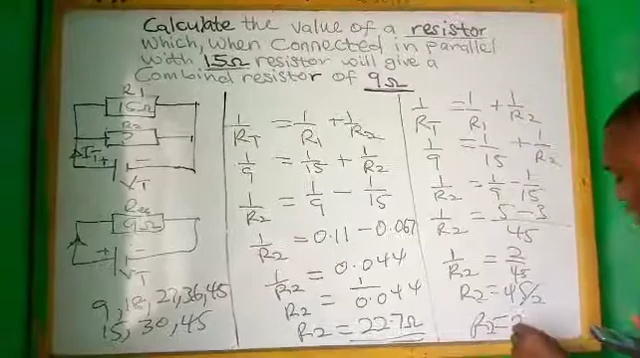 Calculate the value of a resistor
which, when connected in parallel
with 15Ω resistor will give a
Combined resistor of 9Ω
R1
15Ω
R2
?
IT
+ -
VT
Req
9Ω
+ -
VT
9, 18, 27, 36, 45
15, 30, 45
1/RT = 1/R1 + 1/R2
1/9 = 1/15 + 1/R2
1/R2 = 1/9 - 1/15
1/R2 = 0.11 - 0.067
1/R2 = 0.044
R2 = 1/0.044
R2 = 22.7Ω
1/RT = 1/R1 + 1/R2
1/9 = 1/15 + 1/R2
1/R2 = 1/9 - 1/15
1/R2 = 5-3/45
1/R2 = 2/45
R2 = 45/2
R2 = 2